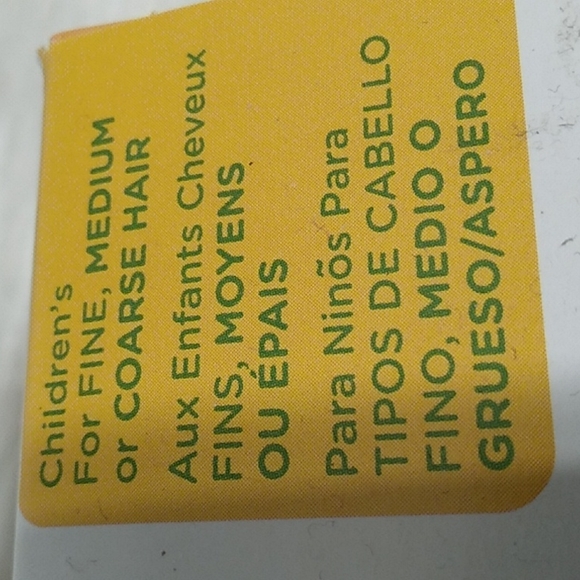 Children's
For FINE, MEDIUM
or COARSE HAIR
Aux Enfants Cheveux
FINS, MOYENS
OU ÉPAIS
Para Ninõs Para
TIPOS DE CABELLO
FINO, MEDIO O
GRUESO/ASPERO